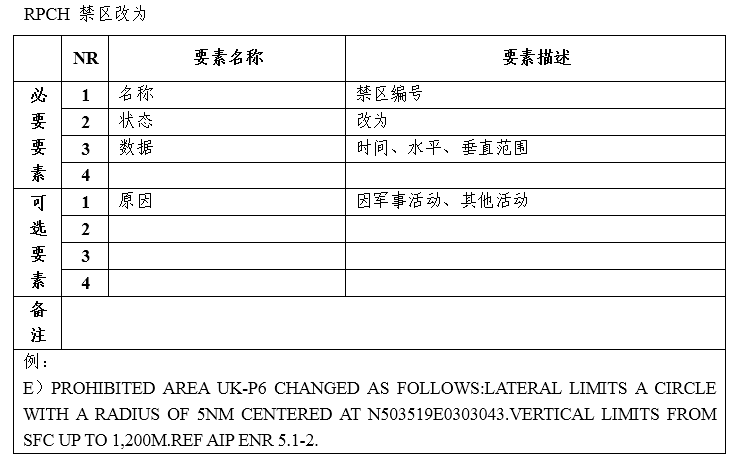 RPCH 禁区改为
NR 要素名称 要素描述
必要要素
1 名称 禁区编号
2 状态 改为
3 数据 时间、水平、垂直范围
4
可选要素
1 原因 因军事活动、其他活动
2
3
4
备注
例：
E）PROHIBITED AREA UK-P6 CHANGED AS FOLLOWS:LATERAL LIMITS A CIRCLE
WITH A RADIUS OF 5NM CENTERED AT N503519E0303043.VERTICAL LIMITS FROM
SFC UP TO 1,200M.REF AIP ENR 5.1-2.